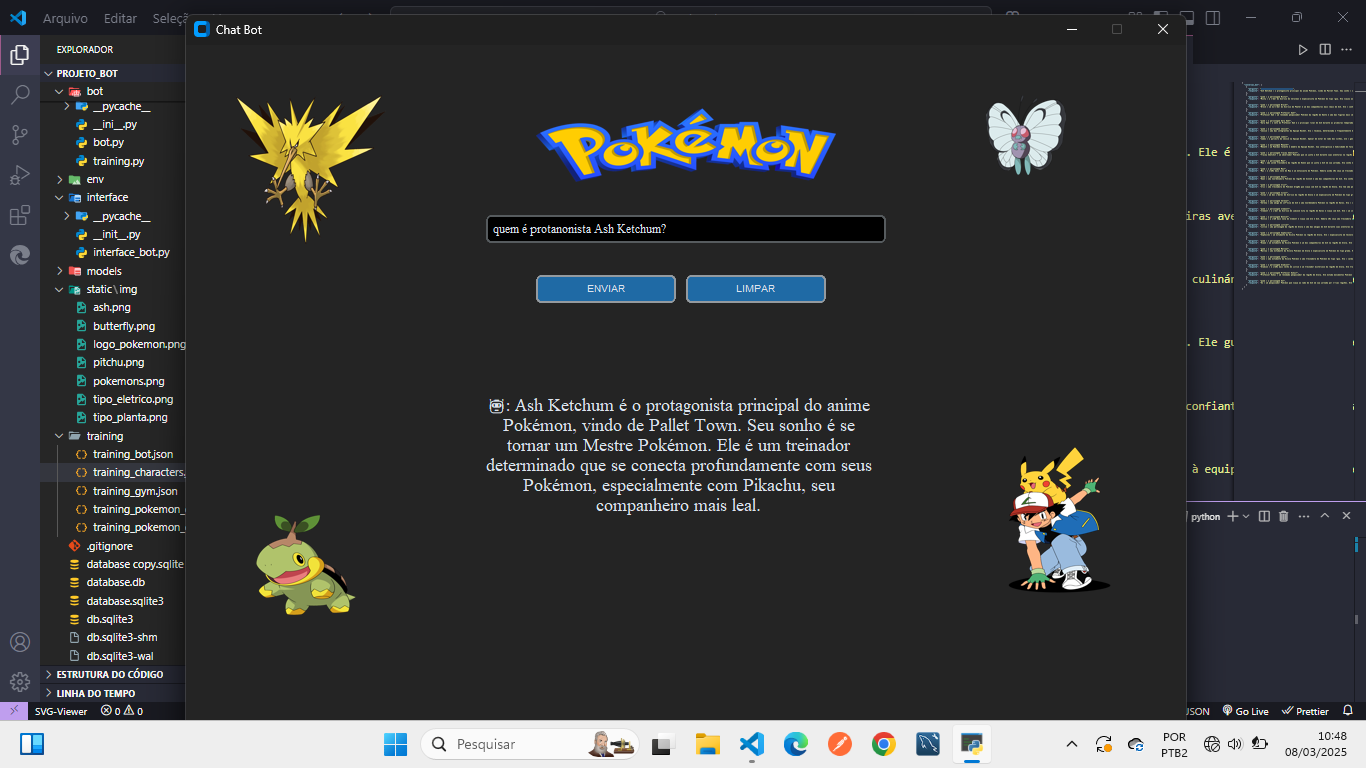 Arquivo Editar
Chat Bot
EXPLORADOR
PROJETO_BOT
bot
__pycache__
__ini__.py
bot.py
training.py
env
interface
__pycache__
__init__.py
interface_bot.py
models
static\img
ash.png
butterfly.png
logo_pokemon.png
pitchu.png
pokemons.png
tipo_eletrico.png
tipo_planta.png
training
training_bot.json
training_characters.
training_gym.json
training_pokemon_
training_pokemon_
.gitignore
database copy.sqlite
database.db
database.sqlite3
db.sqlite3
db.sqlite3-shm
db.sqlite3-wal
ESTRUTURA DO CÓDIGO
LINHA DO TEMPO
POKéMON
quem é protanonista Ash Ketchum?
ENVIAR LIMPAR
: Ash Ketchum é o protagonista principal do anime
Pokémon, vindo de Pallet Town. Seu sonho é se
tornar um Mestre Pokémon. Ele é um treinador
determinado que se conecta profundamente com seus
Pokémon, especialmente com Pikachu, seu
companheiro mais leal.
. Ele é
eiras ave
culinár
. Ele gu
confiant
à equip
python
SVG-Viewer 0 0
JSON Go Live Prettier
Pesquisar
POR
PTB2
10:48
08/03/2025